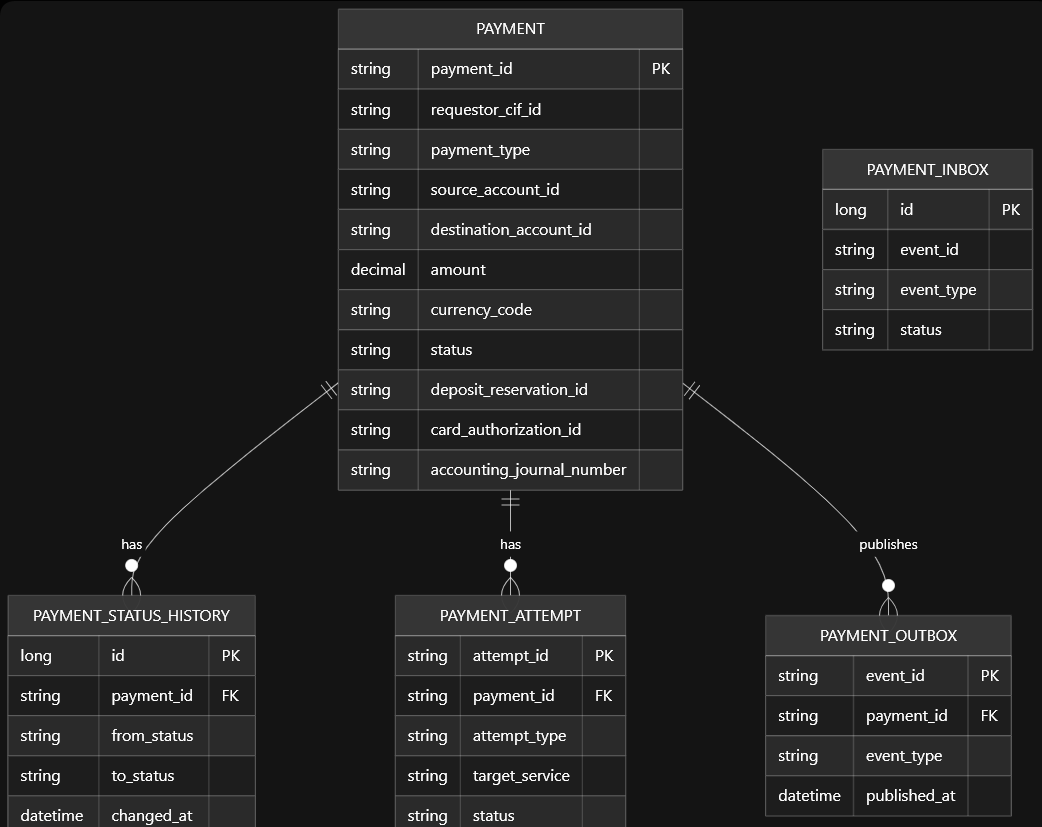 PAYMENT
string payment_id PK
string requestor_cif_id
string payment_type
string source_account_id
string destination_account_id
decimal amount
string currency_code
string status
string deposit_reservation_id
string card_authorization_id
string accounting_journal_number
PAYMENT_INBOX
long id PK
string event_id
string event_type
string status
has
has
publishes
PAYMENT_STATUS_HISTORY
long id PK
string payment_id FK
string from_status
string to_status
datetime changed_at
PAYMENT_ATTEMPT
string attempt_id PK
string payment_id FK
string attempt_type
string target_service
string status
PAYMENT_OUTBOX
string event_id PK
string payment_id FK
string event_type
datetime published_at